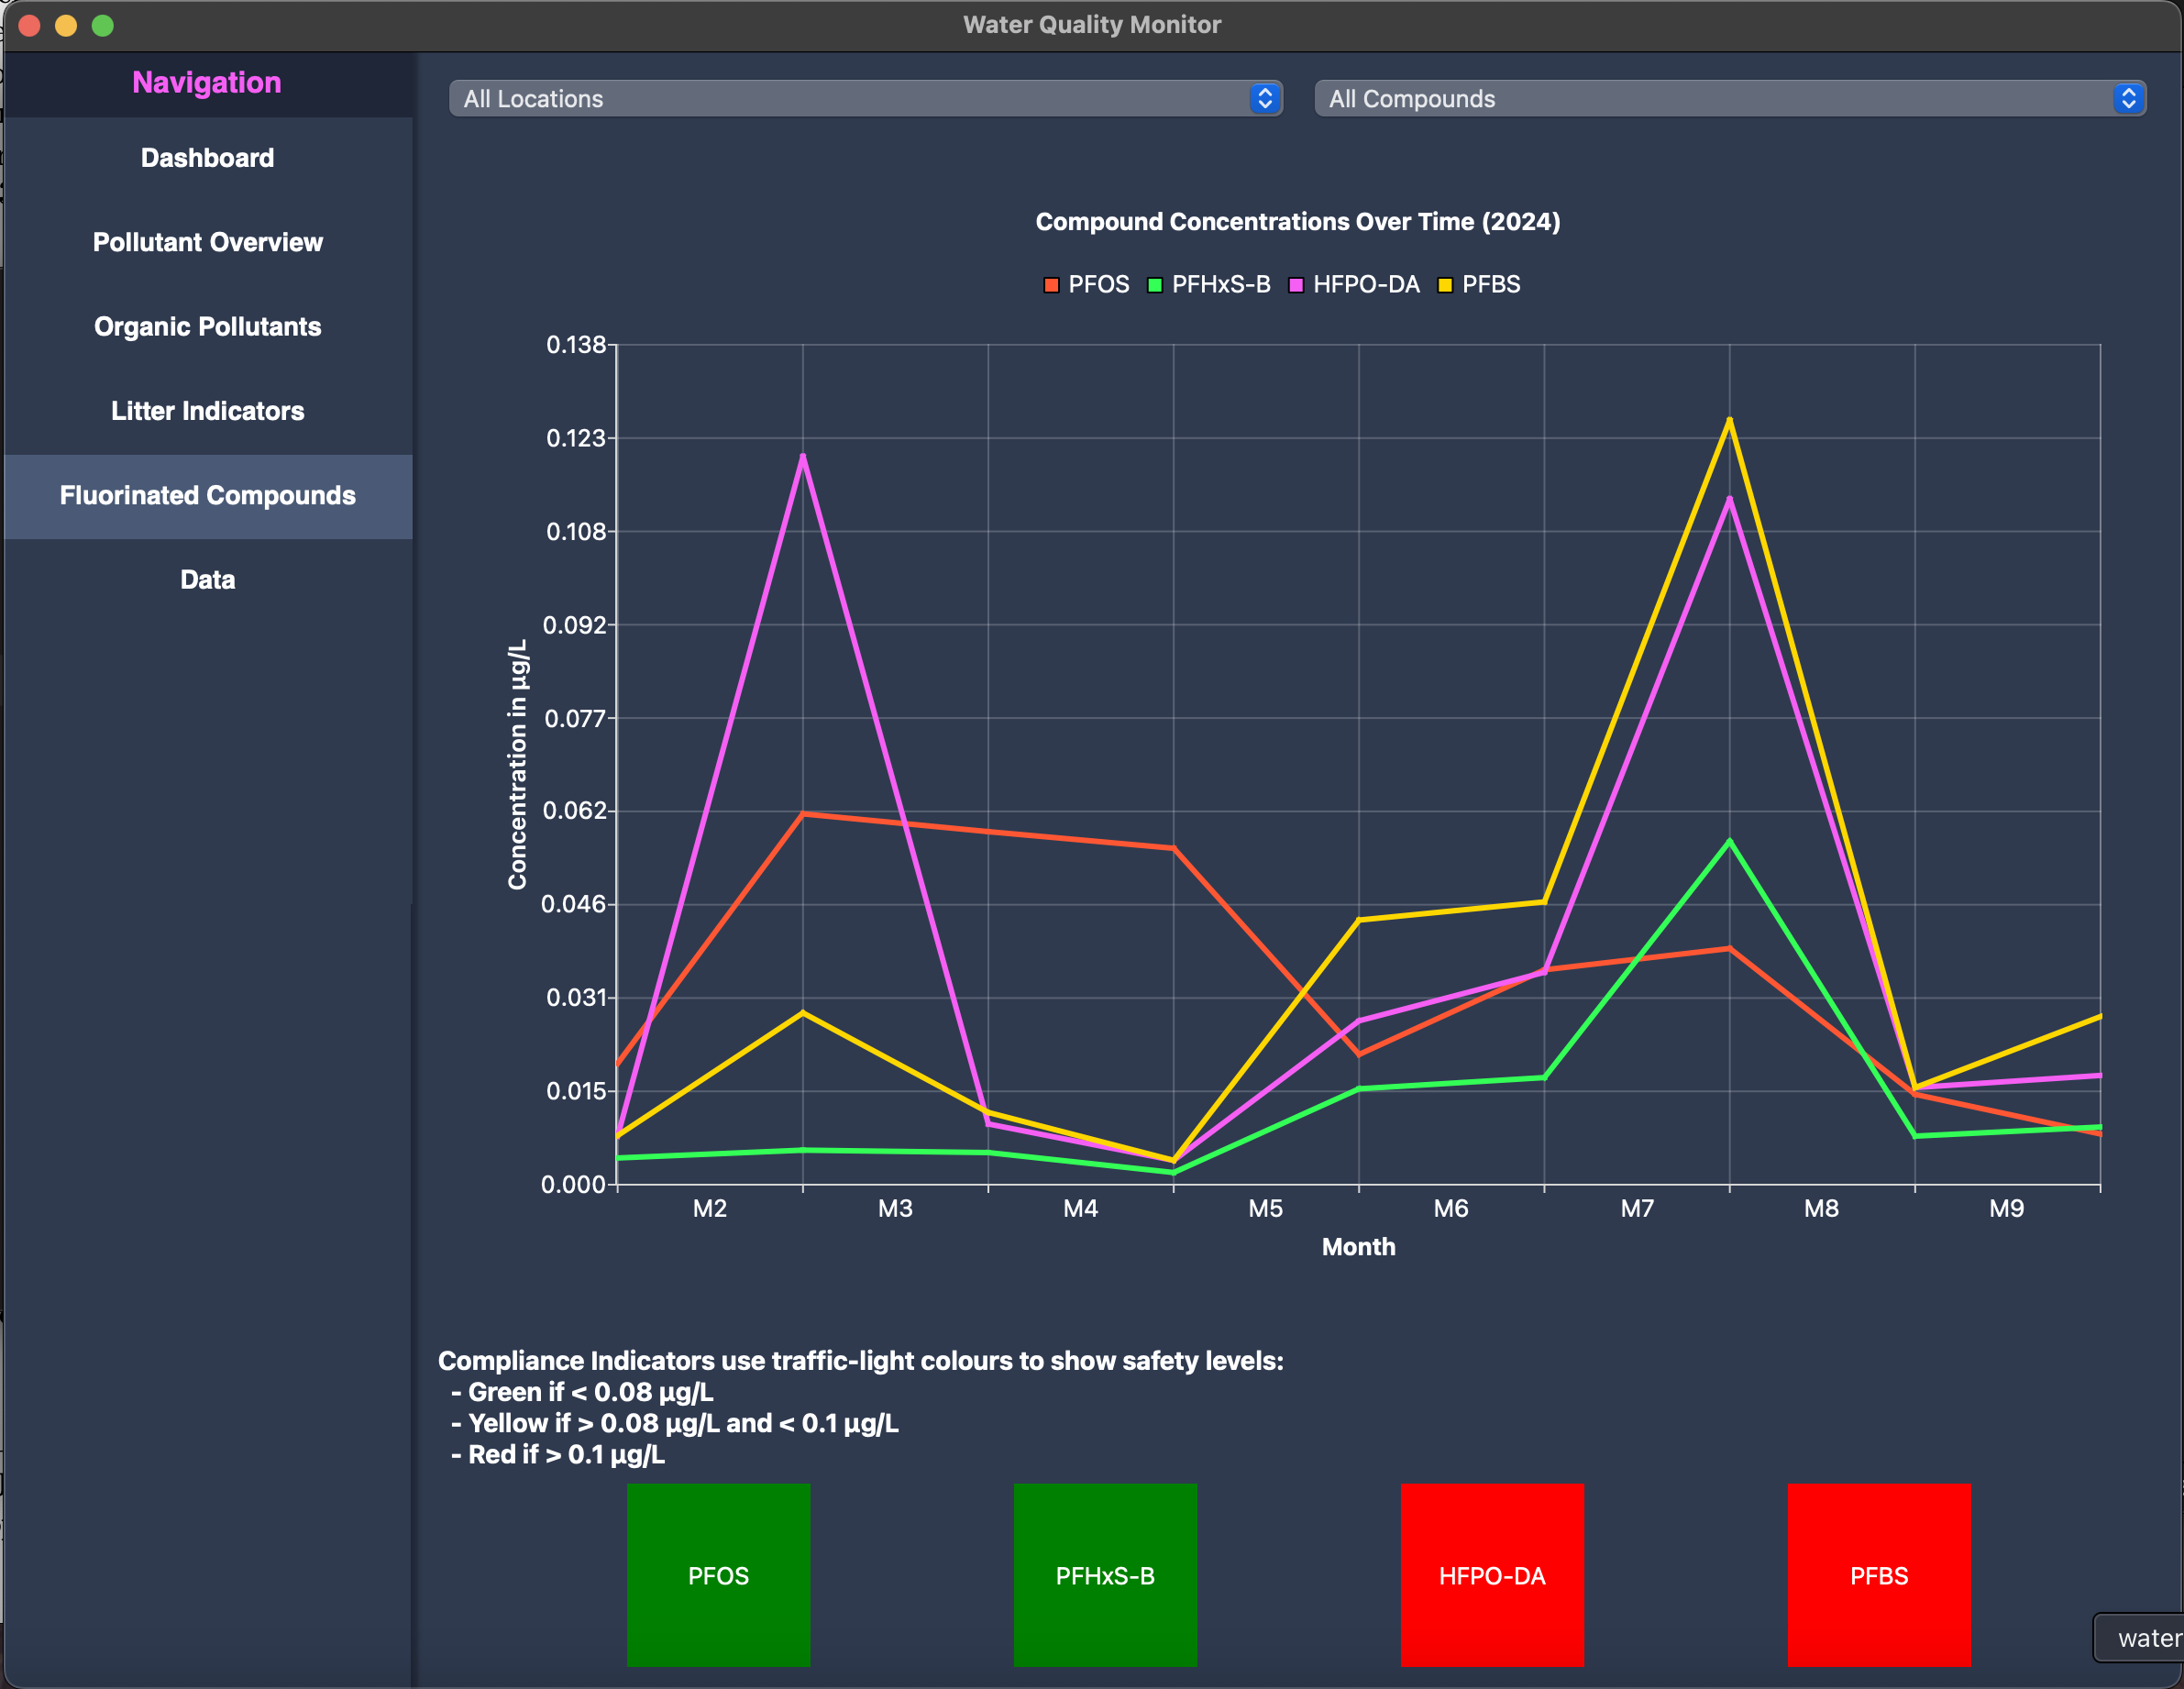 Water Quality Monitor
Navigation
Dashboard
Pollutant Overview
Organic Pollutants
Litter Indicators
Fluorinated Compounds
Data
All Locations
All Compounds
Compound Concentrations Over Time (2024)
PFOS PFHxS-B HFPO-DA PFBS
0.138
0.123
0.108
0.092
0.077
0.062
0.046
0.031
0.015
0.000
Concentration in µg/L
M2 M3 M4 M5 M6 M7 M8 M9
Month
Compliance Indicators use traffic-light colours to show safety levels:
- Green if < 0.08 µg/L
- Yellow if > 0.08 µg/L and < 0.1 µg/L
- Red if > 0.1 µg/L
PFOS
PFHxS-B
HFPO-DA
PFBS
water